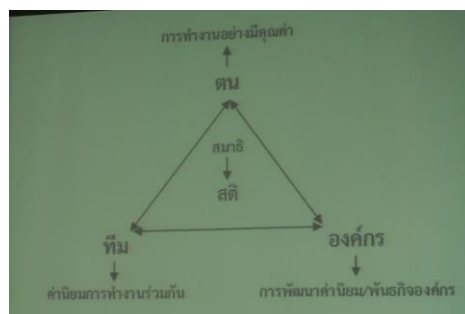 การทำงานอย่างมีคุณค่า
ตน
สมาธิ
สติ
ทีม
องค์กร
ค่านิยมการทำงานร่วมกัน
การพัฒนาค่านิยม/พันธกิจองค์กร